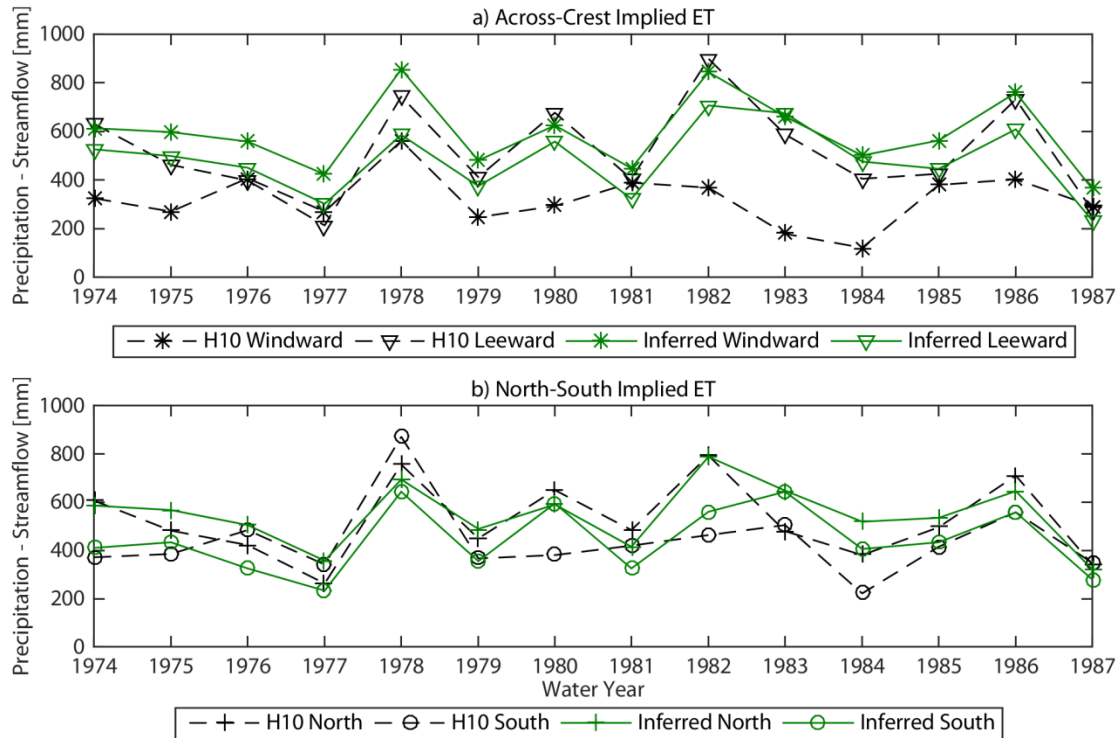 a) Across-Crest Implied ET
Precipitation - Streamflow [mm]
1000
800
600
400
200
0
1974 1975 1976 1977 1978 1979 1980 1981 1982 1983 1984 1985 1986 1987
H10 Windward H10 Leeward Inferred Windward Inferred Leeward
b) North-South Implied ET
Precipitation - Streamflow [mm]
1000
800
600
400
200
0
1974 1975 1976 1977 1978 1979 1980 1981 1982 1983 1984 1985 1986 1987
Water Year
H10 North H10 South Inferred North Inferred South